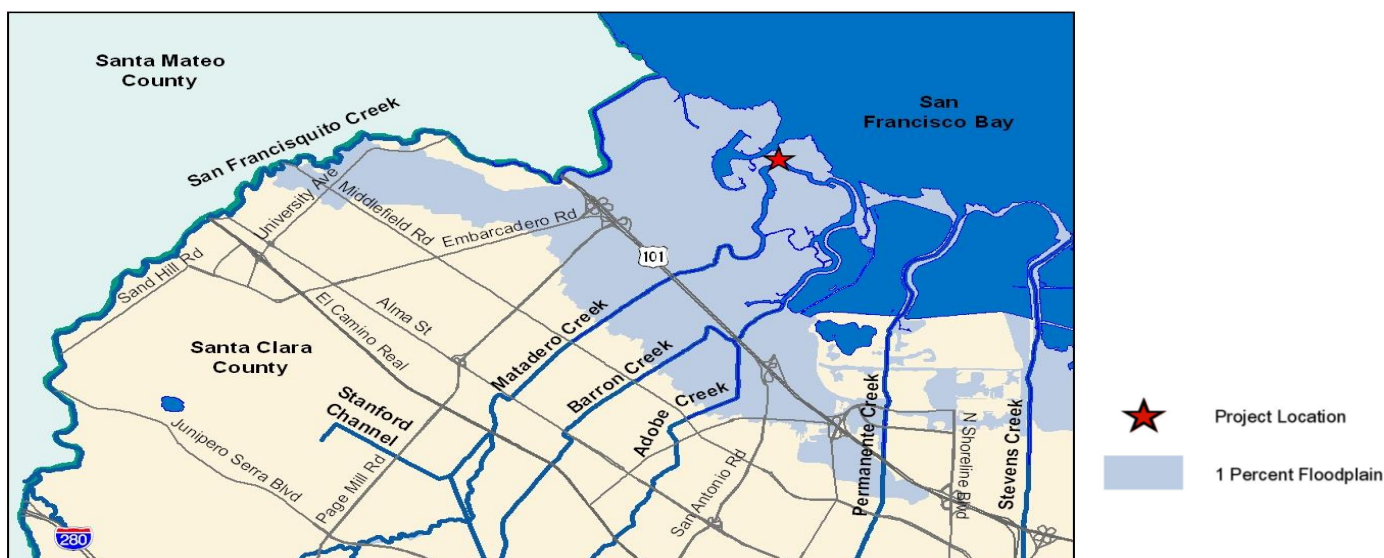 Santa Mateo
County
San Francisquito Creek
San
Francisco Bay
University Ave
Middlefield Rd
Embarcadero Rd
101
Sand Hill Rd
El Camino Real
Alma St
Matadero Creek
Santa Clara
County
Barron Creek
Stanford
Channel
Adobe Creek
Junipero Serra Blvd
Page Mill Rd
San Antonio Rd
Permanente Creek
N Shoreline Blvd
Stevens Creek
280
Project Location
1 Percent Floodplain